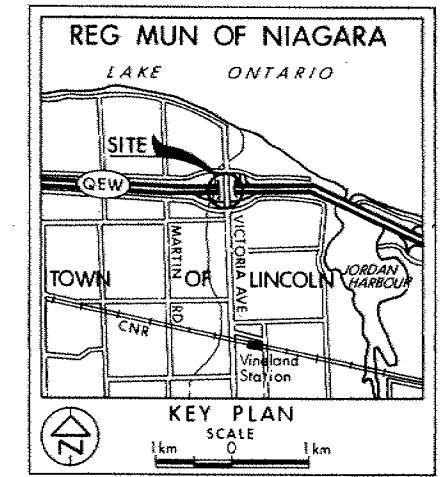 REG MUN OF NIAGARA
LAKE ONTARIO
SITE
QEW
MARTIN RD
VICTORIA AVE.
TOWN OF LINCOLN
JORDAN
HARBOUR
CNR
Vineland
Station
KEY PLAN
SCALE
1km 0 1km
N